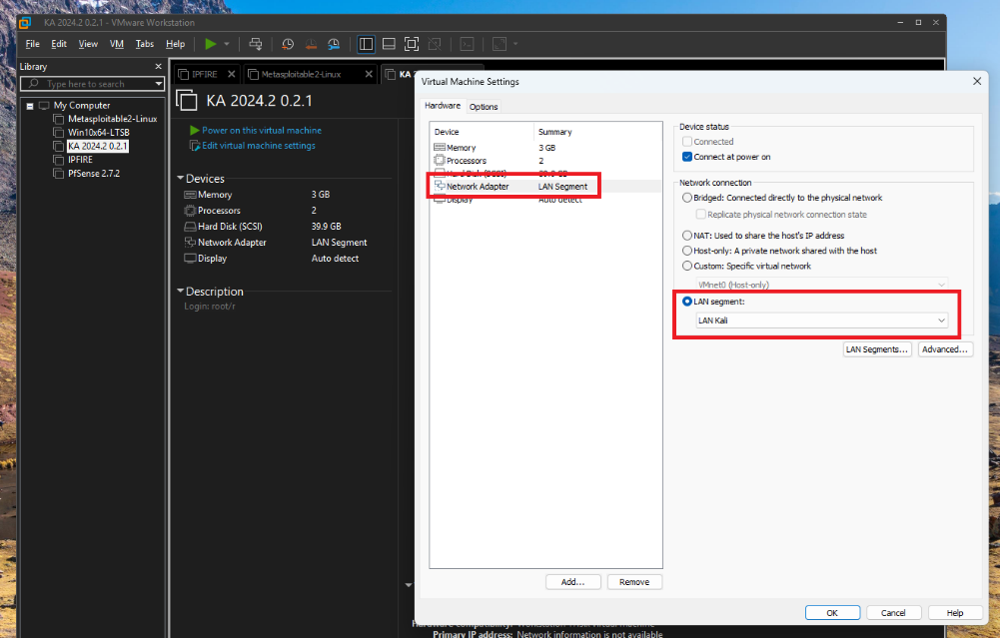 KA 2024.2 0.2.1 - VMware Workstation
File Edit View VM Tabs Help
Library
Type here to search
My Computer
Metasploitable2-Linux
Win10x64-LTSB
KA 2024.2 0.2.1
IPFIRE
PfSense 2.7.2
IPFIRE
Metasploitable2-Linux
KA 2
KA 2024.2 0.2.1
Power on this virtual machine
Edit virtual machine settings
Devices
Memory 3 GB
Processors 2
Hard Disk (SCSI) 39.9 GB
Network Adapter LAN Segment
Display Auto detect
Description
Login: root/r
Virtual Machine Settings
Hardware Options
Device Summary
Memory 3 GB
Processors 2
Hard Disk (SCSI) 39.9 GB
Network Adapter LAN Segment
Display Auto detect
Add... Remove
Device status
Connected
Connect at power on
Network connection
Bridged: Connected directly to the physical network
Replicate physical network connection state
NAT: Used to share the host's IP address
Host-only: A private network shared with the host
Custom: Specific virtual network
VMnet0 (Host-only)
LAN segment:
LAN Kali
LAN Segments... Advanced...
OK Cancel Help
Primary IP address: Network information is not available